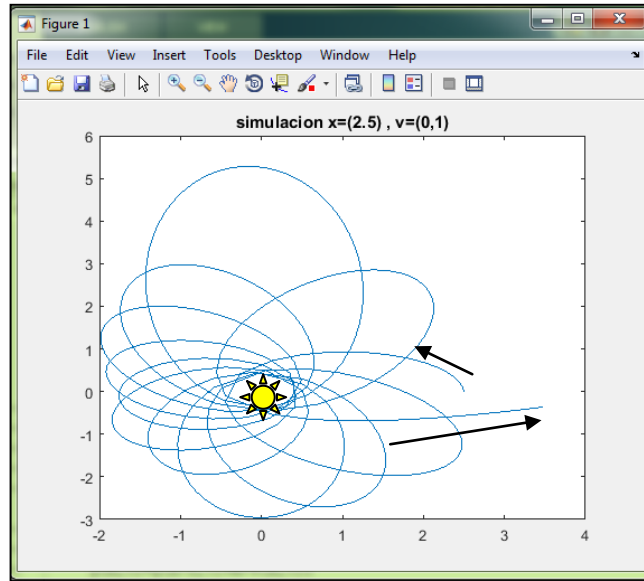 Figure 1
File Edit View Insert Tools Desktop Window Help
simulacion x=(2.5) , v=(0,1)
6
5
4
3
2
1
0
-1
-2
-3
-2 -1 0 1 2 3 4